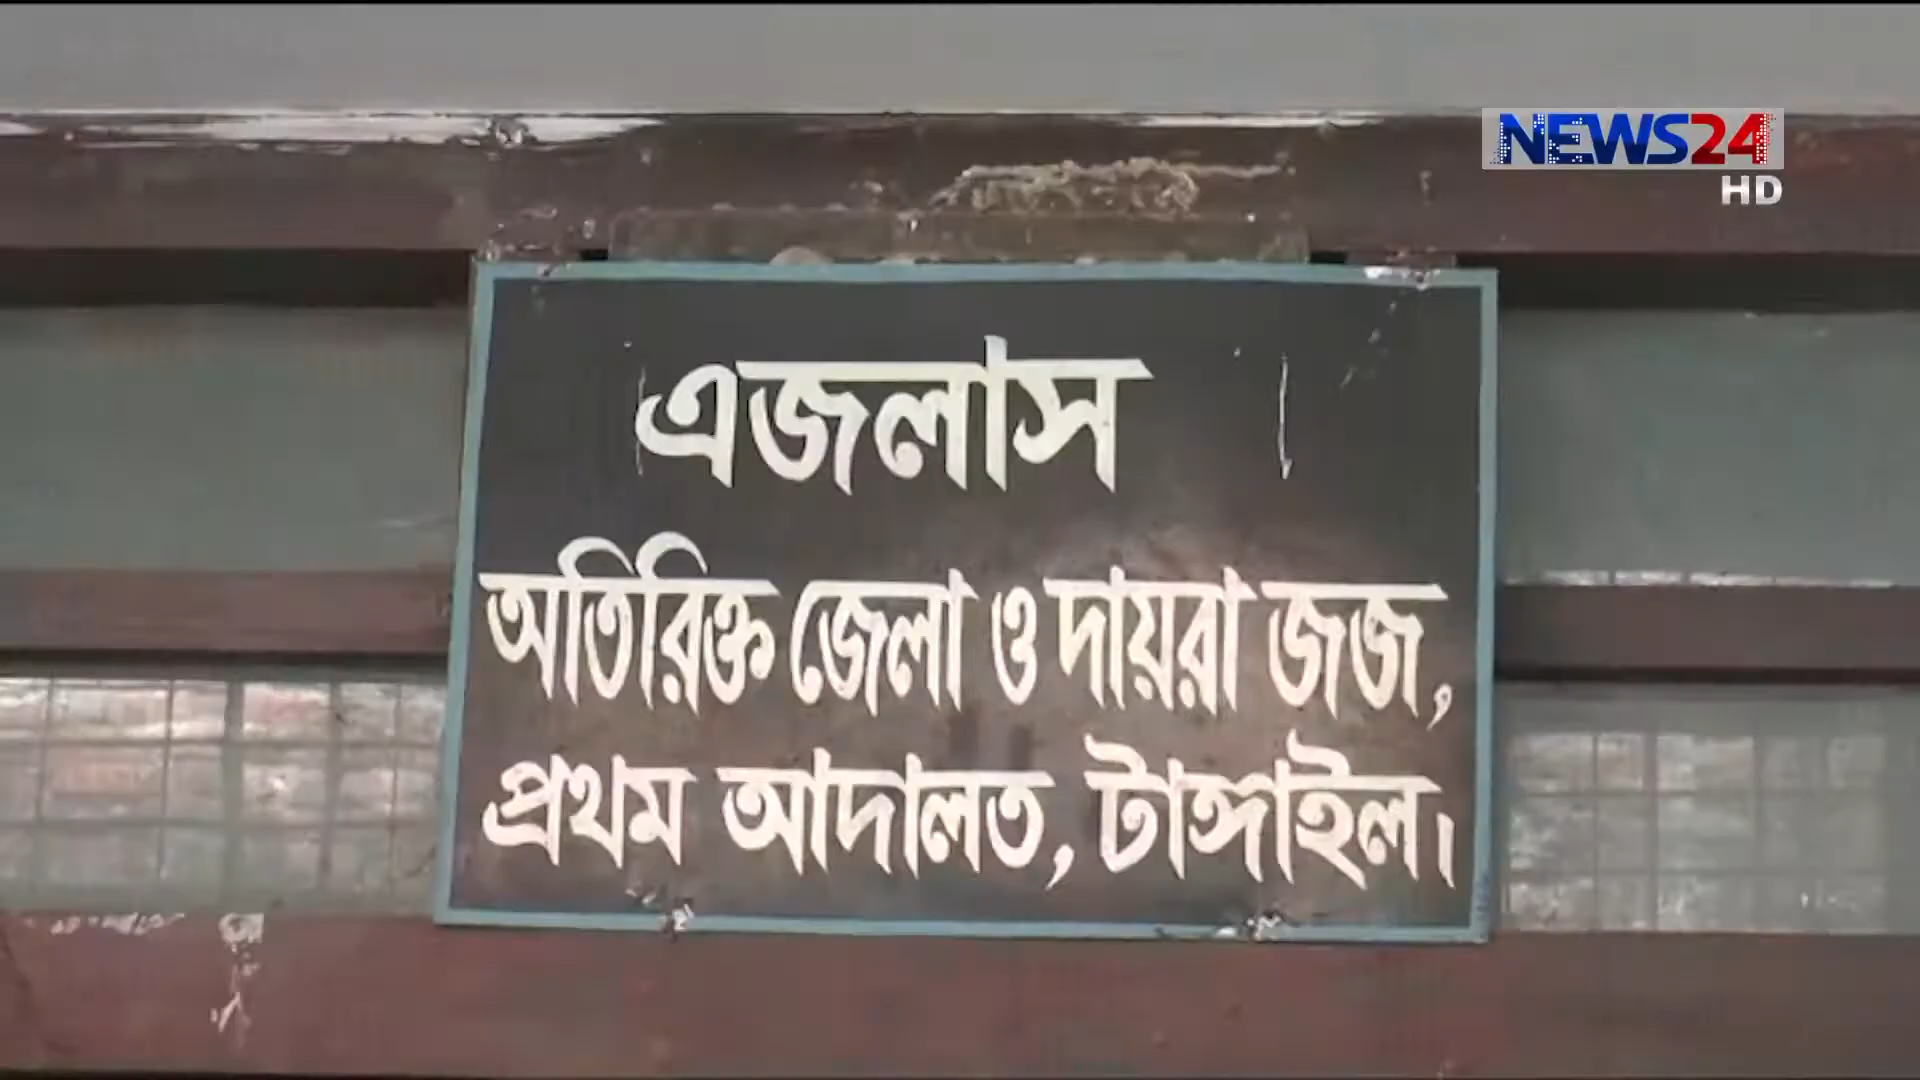 NEWS24
HD
এজলাস
অতিরিক্ত জেলা ও দায়রা জজ,
প্রথম আদালত, টাঙ্গাইল।